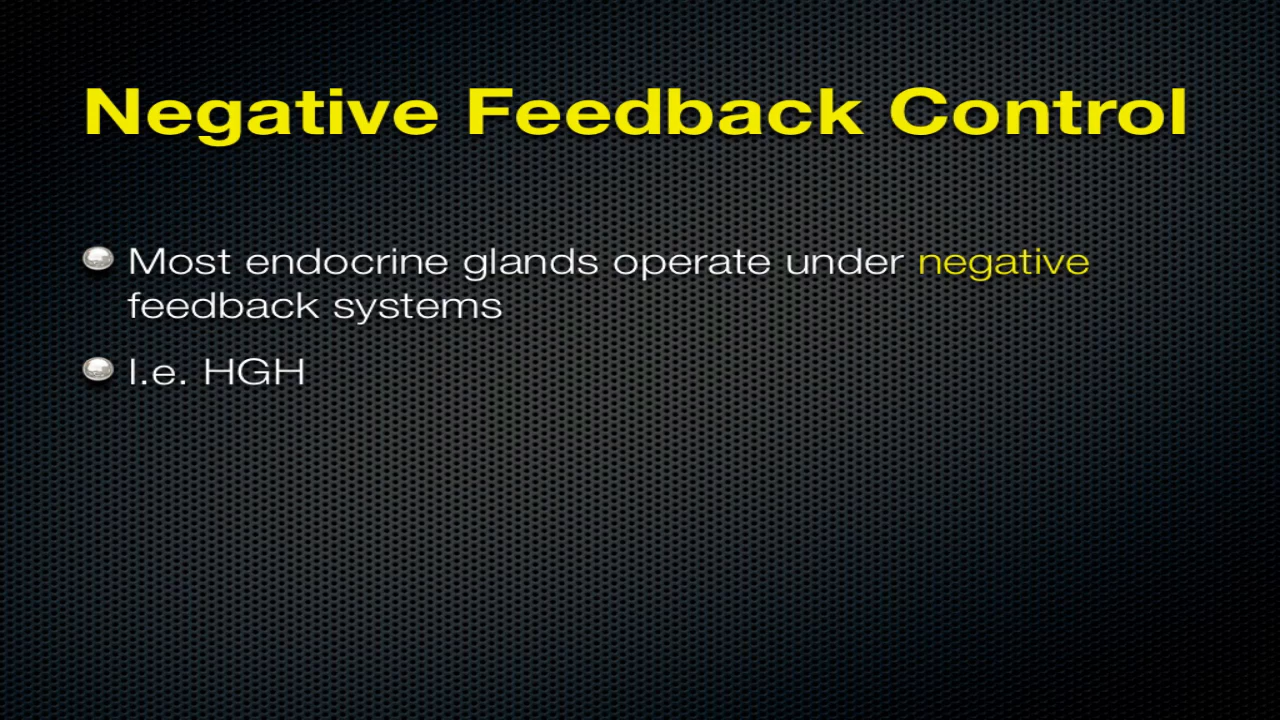 Negative Feedback Control
Most endocrine glands operate under negative
feedback systems
I.e. HGH